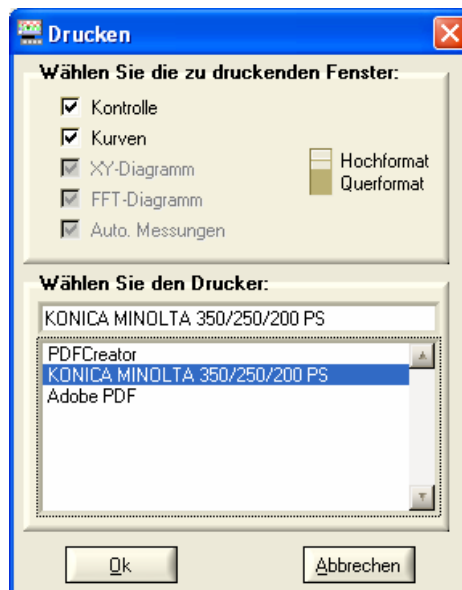 Drucken
Wählen Sie die zu druckenden Fenster:
Kontrolle
Kurven
XY-Diagramm
FFT-Diagramm
Auto. Messungen
Hochformat
Querformat
Wählen Sie den Drucker:
KONICA MINOLTA 350/250/200 PS
PDFCreator
KONICA MINOLTA 350/250/200 PS
Adobe PDF
Ok
Abbrechen